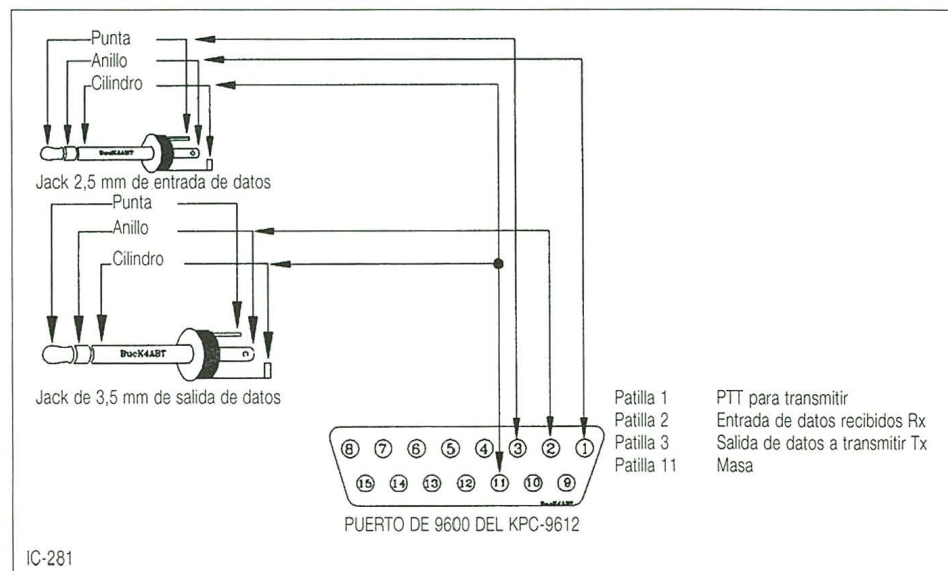 Punta
Anillo
Cilindro
BucK4ABT
Jack 2,5 mm de entrada de datos
Punta
Anillo
Cilindro
BucK4ABT
Jack de 3,5 mm de salida de datos
Patilla 1 PTT para transmitir
Patilla 2 Entrada de datos recibidos Rx
Patilla 3 Salida de datos a transmitir Tx
Patilla 11 Masa
8 7 6 5 4 3 2 1
15 14 13 12 11 10 9
BucK4ABT
PUERTO DE 9600 DEL KPC-9612
IC-281